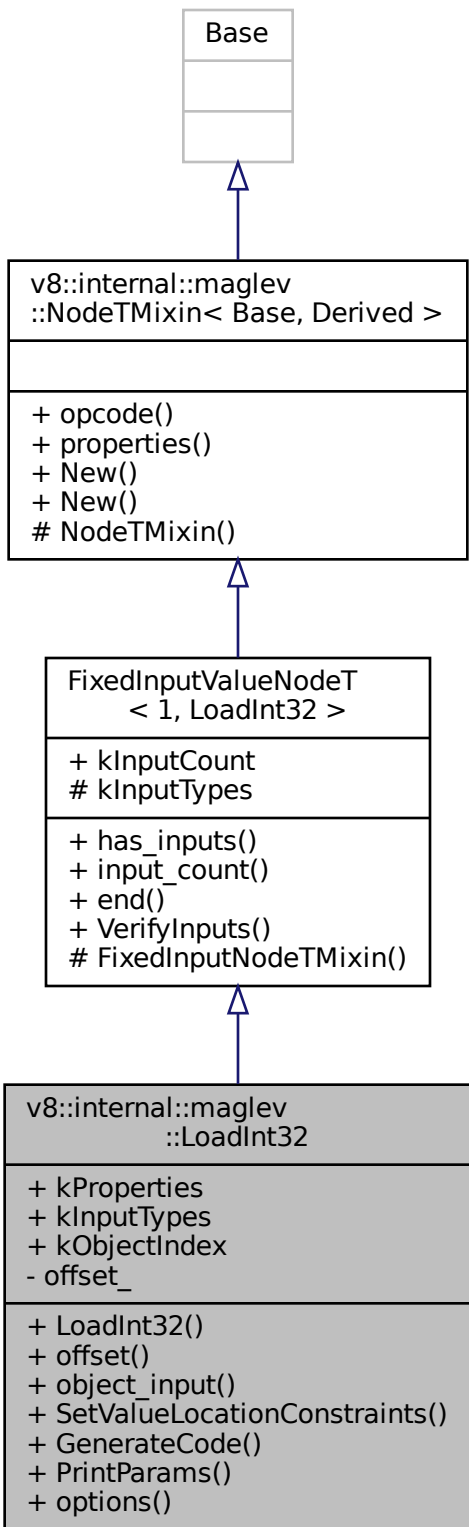 Base
v8::internal::maglev
::NodeTMixin< Base, Derived >
+ opcode()
+ properties()
+ New()
+ New()
# NodeTMixin()
FixedInputValueNodeT
< 1, LoadInt32 >
+ kInputCount
# kInputTypes
+ has_inputs()
+ input_count()
+ end()
+ VerifyInputs()
# FixedInputNodeTMixin()
v8::internal::maglev
::LoadInt32
+ kProperties
+ kInputTypes
+ kObjectIndex
- offset_
+ LoadInt32()
+ offset()
+ object_input()
+ SetValueLocationConstraints()
+ GenerateCode()
+ PrintParams()
+ options()